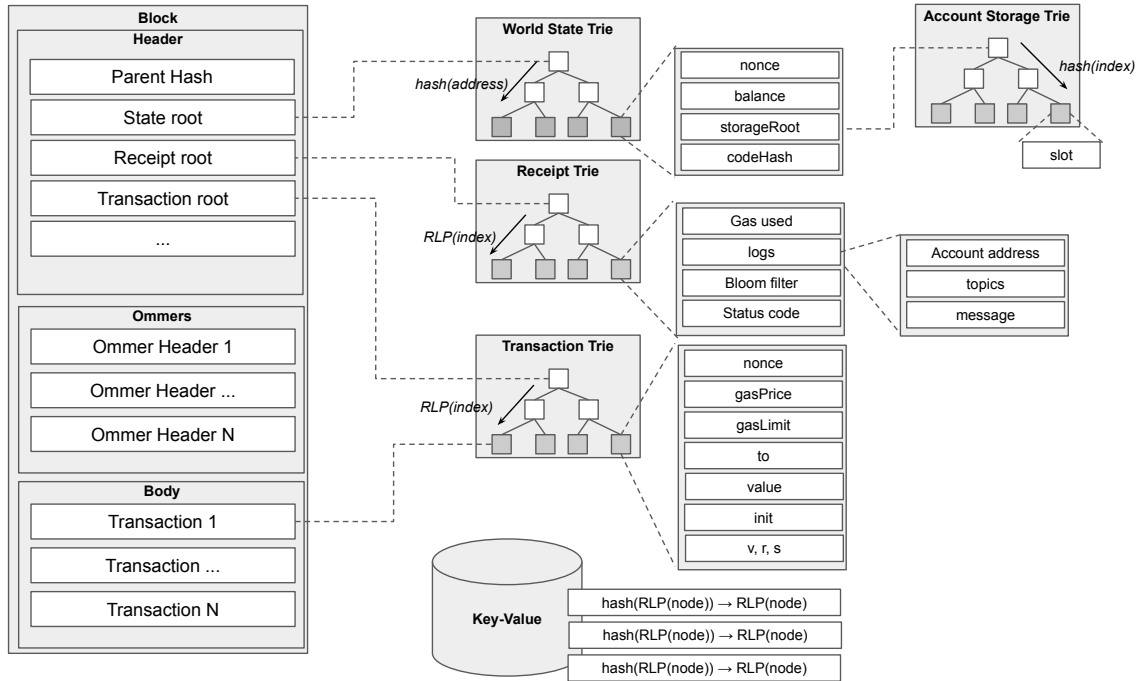 Block
Header
Parent Hash
State root
Receipt root
Transaction root
...
Ommers
Ommer Header 1
Ommer Header ...
Ommer Header N
Body
Transaction 1
Transaction ...
Transaction N
World State Trie
hash(address)
nonce
balance
storageRoot
codeHash
Account Storage Trie
hash(index)
slot
Receipt Trie
RLP(index)
Gas used
logs
Bloom filter
Status code
Account address
topics
message
Transaction Trie
RLP(index)
nonce
gasPrice
gasLimit
to
value
init
v, r, s
Key-Value
hash(RLP(node)) → RLP(node)
hash(RLP(node)) → RLP(node)
hash(RLP(node)) → RLP(node)